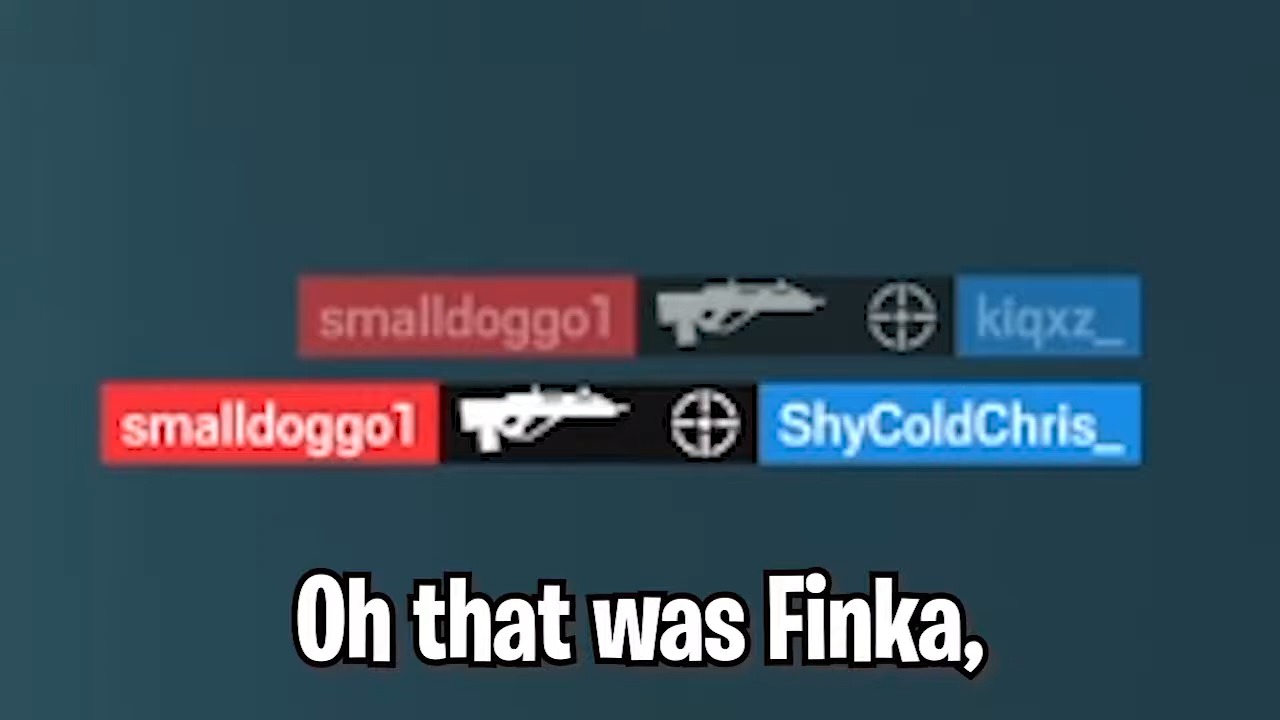 smalldoggo1 kiqxz_
smalldoggo1 ShyColdChris_
Oh that was Finka,